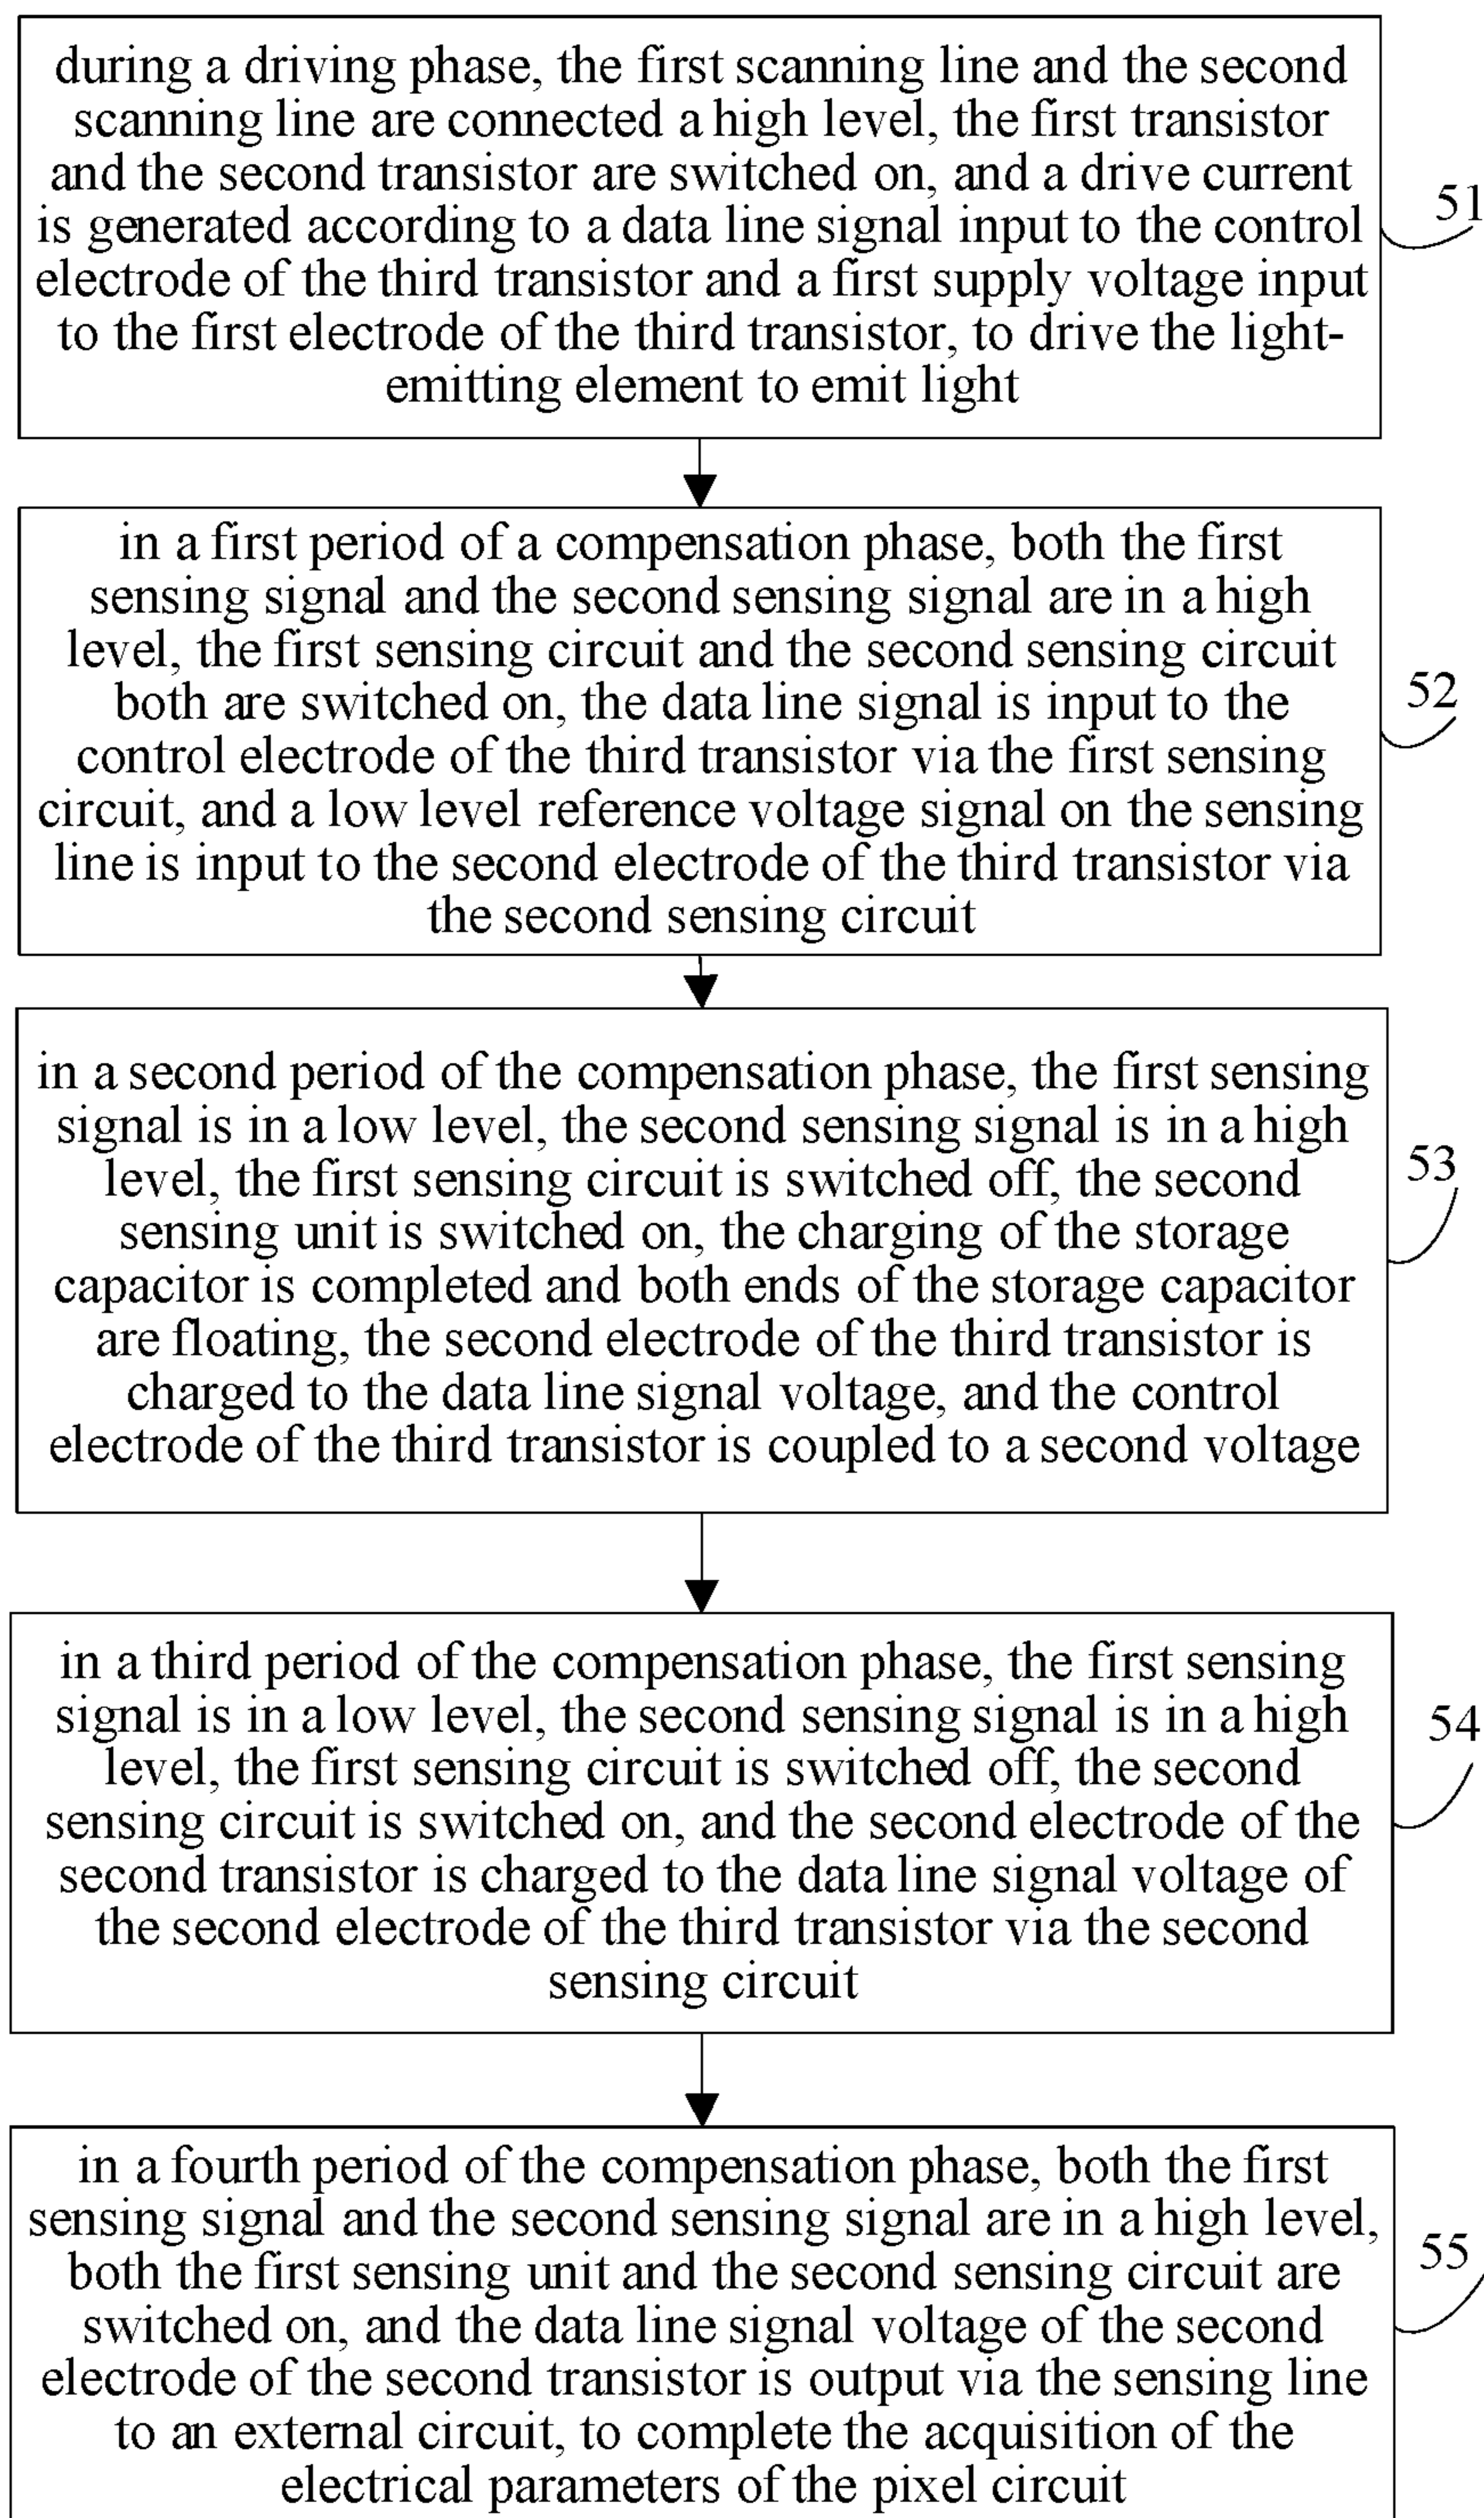 during a driving phase, the first scanning line and the second
scanning line are connected a high level, the first transistor
and the second transistor are switched on, and a drive current
is generated according to a data line signal input to the control
electrode of the third transistor and a first supply voltage input
to the first electrode of the third transistor, to drive the light-
emitting element to emit light
51
in a first period of a compensation phase, both the first
sensing signal and the second sensing signal are in a high
level, the first sensing circuit and the second sensing circuit
both are switched on, the data line signal is input to the
control electrode of the third transistor via the first sensing
circuit, and a low level reference voltage signal on the sensing
line is input to the second electrode of the third transistor via
the second sensing circuit
52
in a second period of the compensation phase, the first sensing
signal is in a low level, the second sensing signal is in a high
level, the first sensing circuit is switched off, the second
sensing unit is switched on, the charging of the storage
capacitor is completed and both ends of the storage capacitor
are floating, the second electrode of the third transistor is
charged to the data line signal voltage, and the control
electrode of the third transistor is coupled to a second voltage
53
in a third period of the compensation phase, the first sensing
signal is in a low level, the second sensing signal is in a high
level, the first sensing circuit is switched off, the second
sensing circuit is switched on, and the second electrode of the
second transistor is charged to the data line signal voltage of
the second electrode of the third transistor via the second
sensing circuit
54
in a fourth period of the compensation phase, both the first
sensing signal and the second sensing signal are in a high level,
both the first sensing unit and the second sensing circuit are
switched on, and the data line signal voltage of the second
electrode of the second transistor is output via the sensing line
to an external circuit, to complete the acquisition of the
electrical parameters of the pixel circuit
55